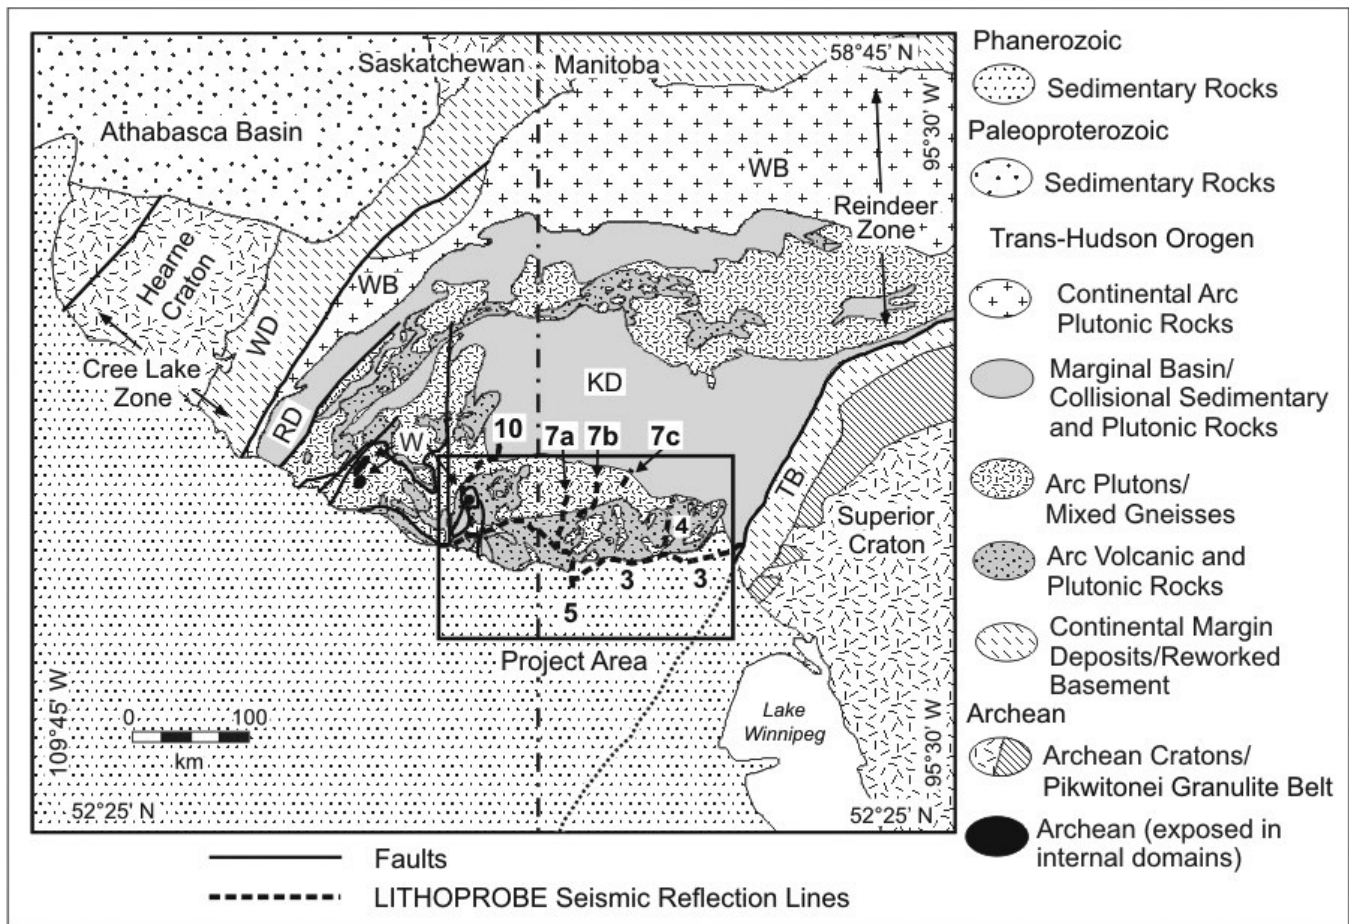 Saskatchewan
Manitoba
58°45' N
95°30' W
Athabasca Basin
WB
Reindeer
Zone
Hearne
Craton
WB
WD
Cree Lake
Zone
KD
RD
W
10
7a
7b
7c
TB
4
Superior
Craton
3
3
5
Project Area
109°45' W
0
100
km
Lake
Winnipeg
95°30' W
52°25' N
52°25' N
Faults
LITHOPROBE Seismic Reflection Lines
Phanerozoic
Sedimentary Rocks
Paleoproterozoic
Sedimentary Rocks
Trans-Hudson Orogen
Continental Arc
Plutonic Rocks
Marginal Basin/
Collisional Sedimentary
and Plutonic Rocks
Arc Plutons/
Mixed Gneisses
Arc Volcanic and
Plutonic Rocks
Continental Margin
Deposits/Reworked
Basement
Archean
Archean Cratons/
Pikwitonei Granulite Belt
Archean (exposed in
internal domains)